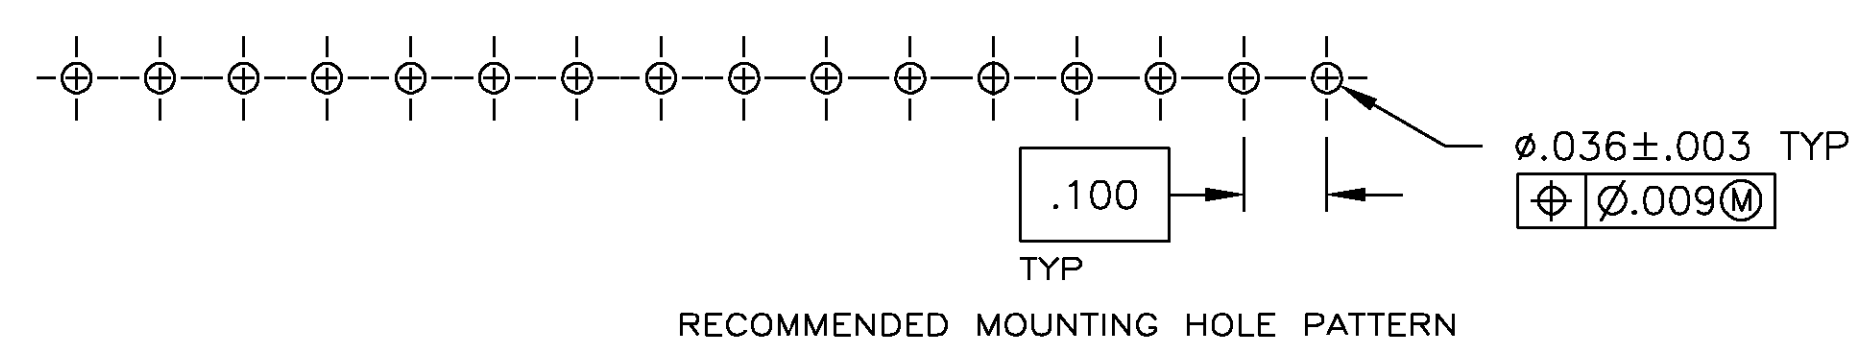 ⌀.036±.003 TYP
⌖ ⌀.009Ⓜ
.100
TYP
RECOMMENDED MOUNTING HOLE PATTERN